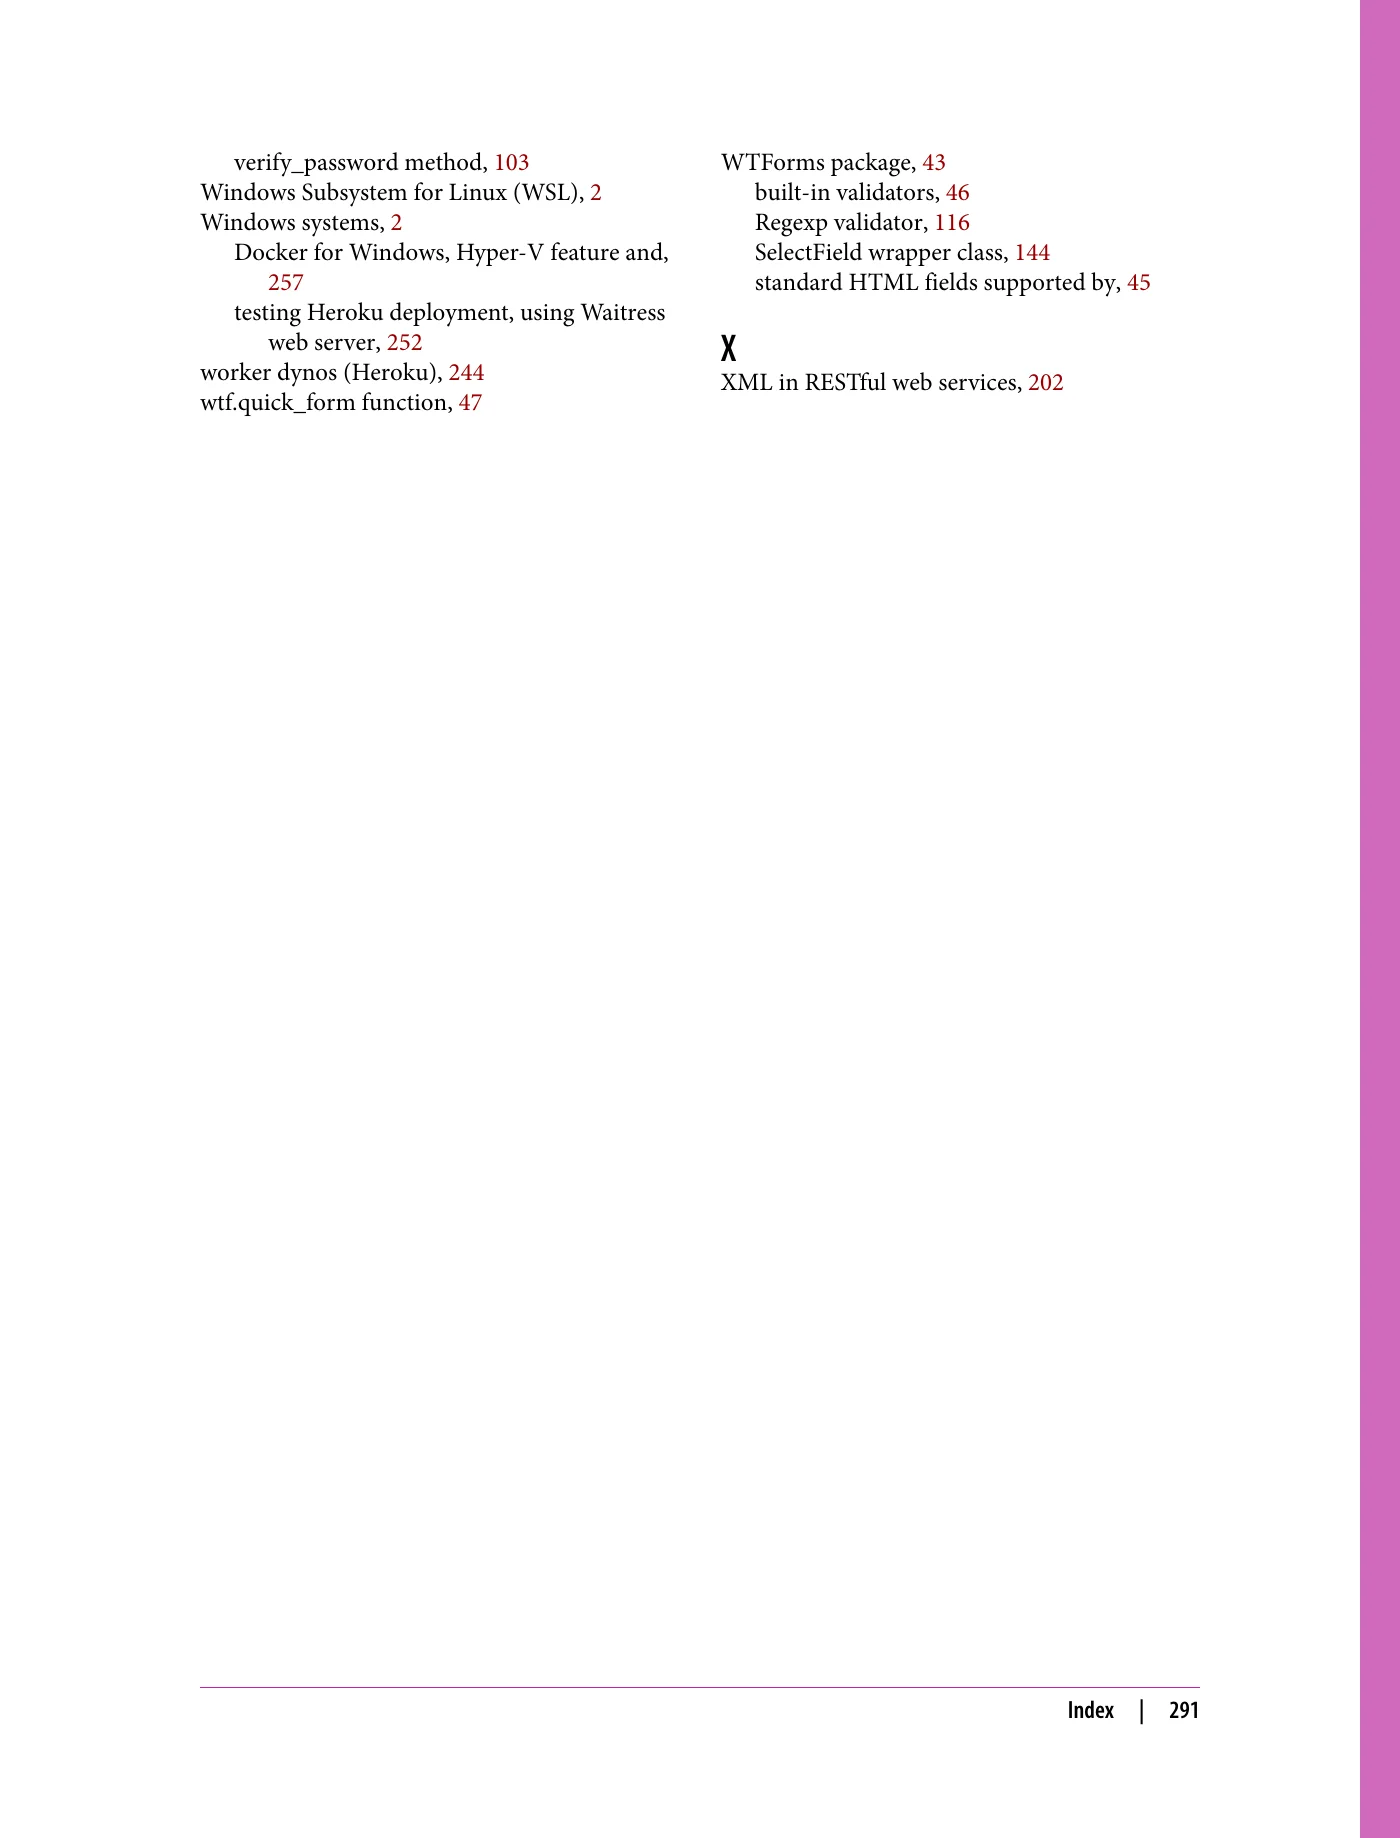 verify_password method, 103
Windows Subsystem for Linux (WSL), 2
Windows systems, 2
Docker for Windows, Hyper-V feature and,
257
testing Heroku deployment, using Waitress
web server, 252
worker dynos (Heroku), 244
wtf.quick_form function, 47
WTForms package, 43
built-in validators, 46
Regexp validator, 116
SelectField wrapper class, 144
standard HTML fields supported by, 45
X
XML in RESTful web services, 202
Index | 291